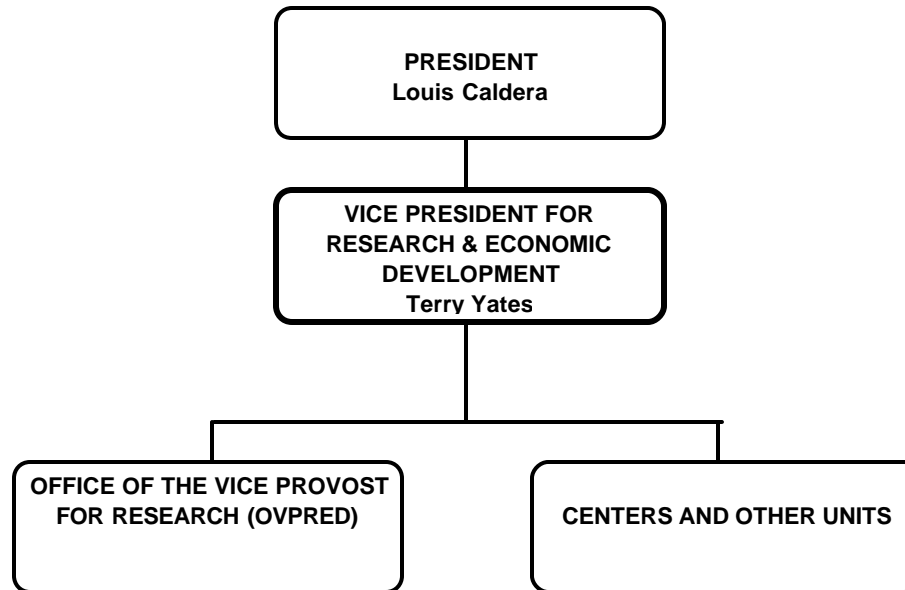 PRESIDENT
Louis Caldera
VICE PRESIDENT FOR
RESEARCH & ECONOMIC
DEVELOPMENT
Terry Yates
OFFICE OF THE VICE PROVOST
FOR RESEARCH (OVPRED)
CENTERS AND OTHER UNITS